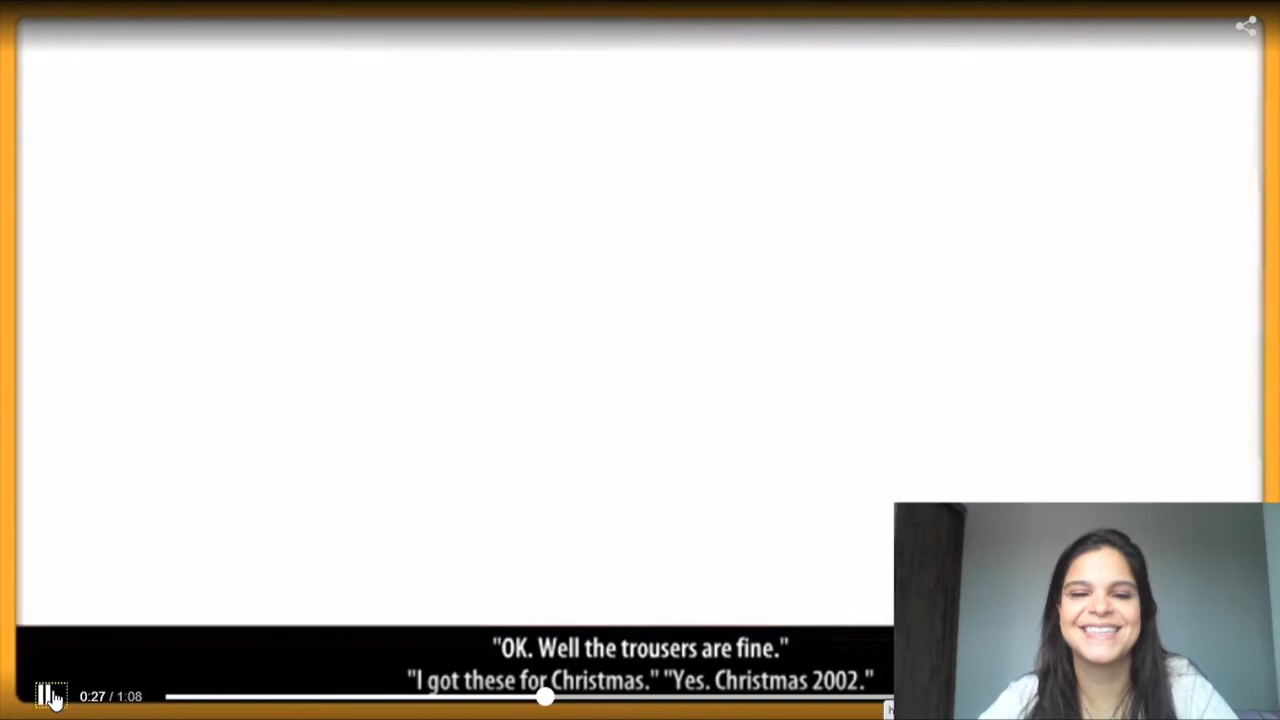 "OK. Well the trousers are fine."
"I got these for Christmas." "Yes. Christmas 2002."
0:27 / 1:08